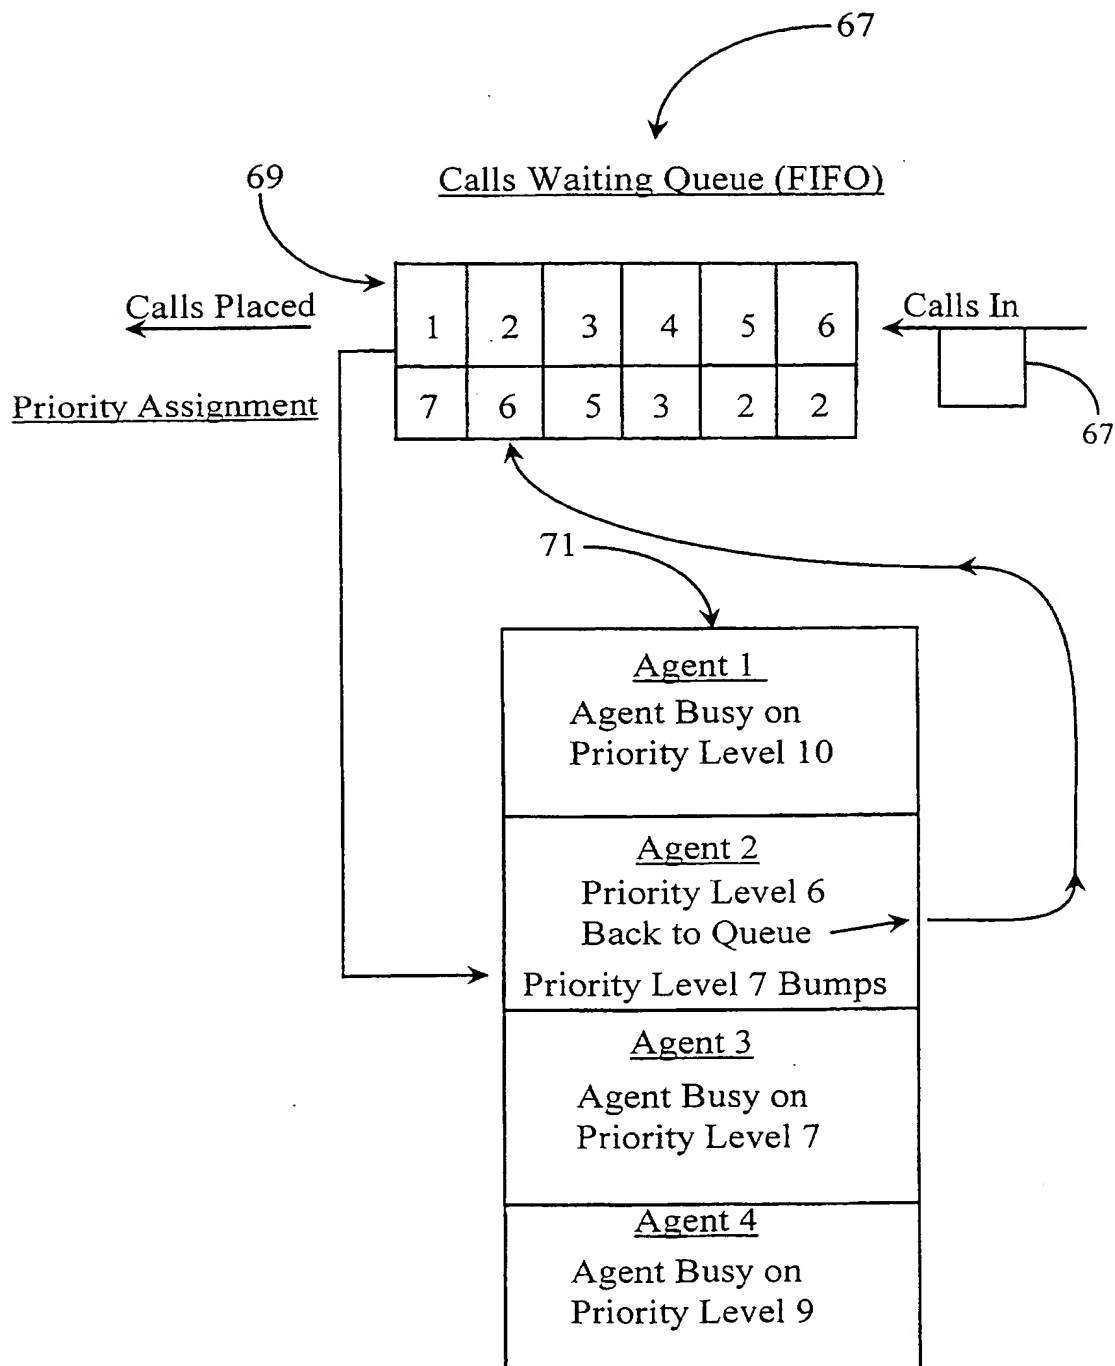 67
69
Calls Waiting Queue (FIFO)
Calls Placed
1 2 3 4 5 6
Calls In
Priority Assignment
7 6 5 3 2 2
67
71
Agent 1
Agent Busy on
Priority Level 10
Agent 2
Priority Level 6
Back to Queue
Priority Level 7 Bumps
Agent 3
Agent Busy on
Priority Level 7
Agent 4
Agent Busy on
Priority Level 9